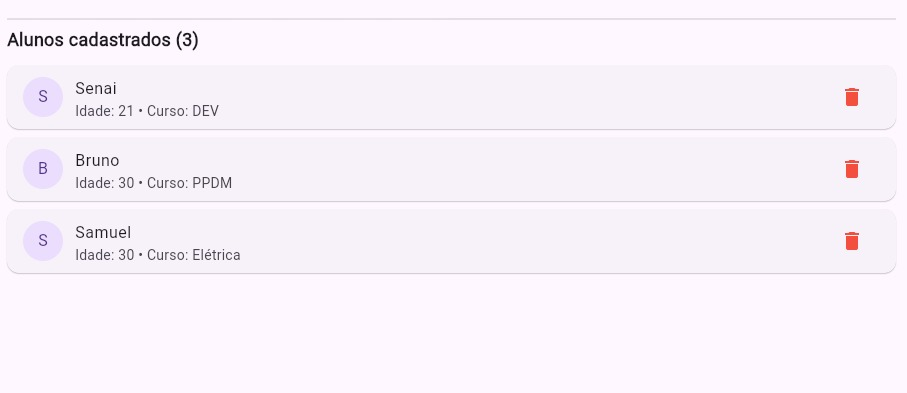 Alunos cadastrados (3)
S
Senai
Idade: 21 • Curso: DEV
B
Bruno
Idade: 30 • Curso: PPDM
S
Samuel
Idade: 30 • Curso: Elétrica